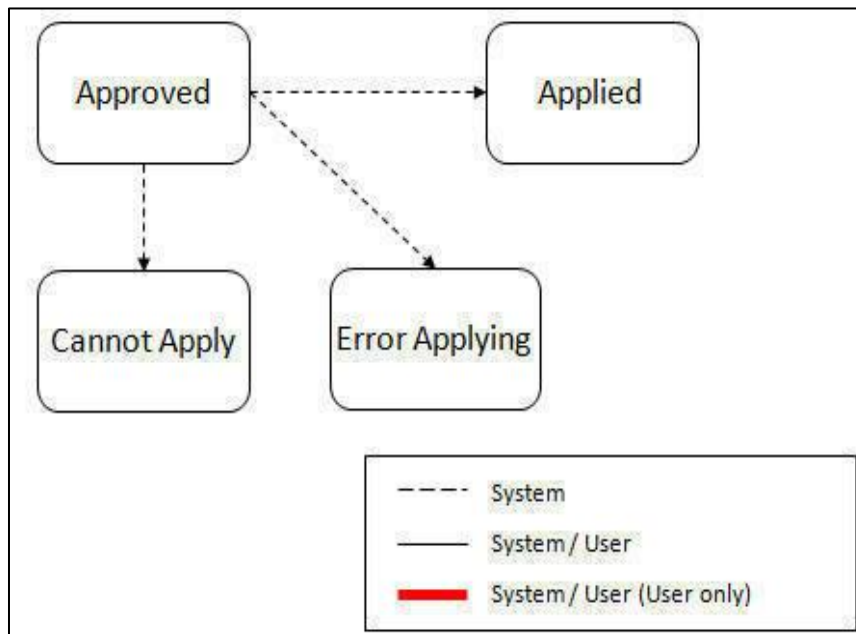 Approved
Applied
Cannot Apply
Error Applying
System
System / User
System / User (User only)